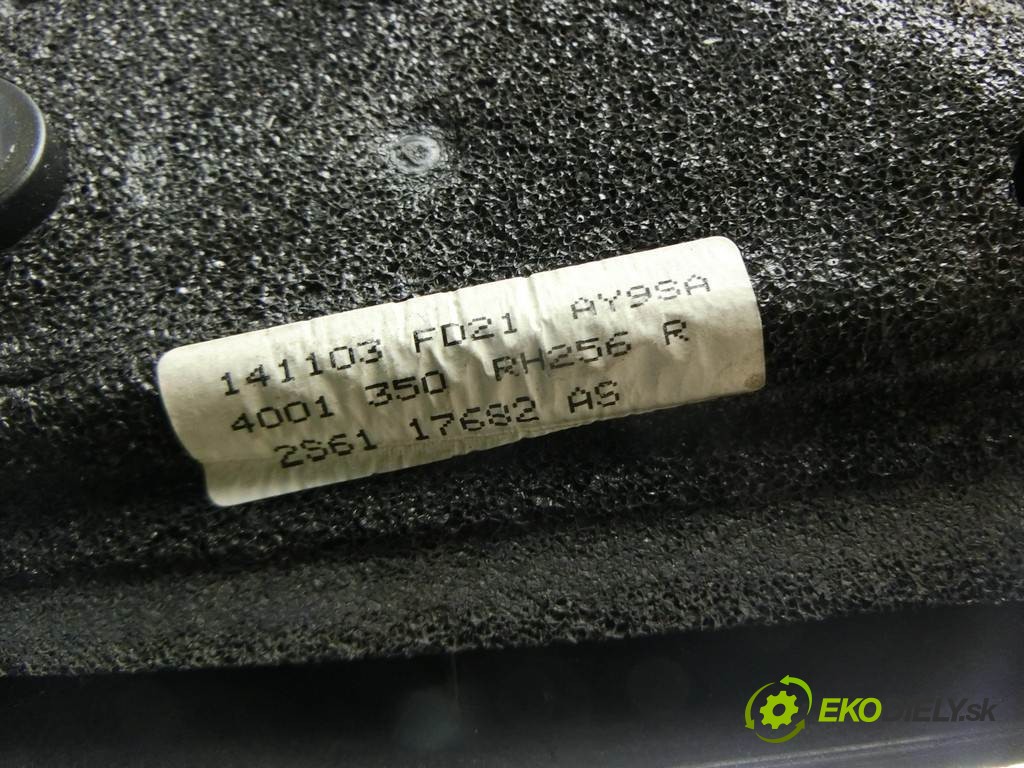 141103 FD21 AY9SA
4001 350 RH256 R
2S61 17682 AS
EKODIELY.sk